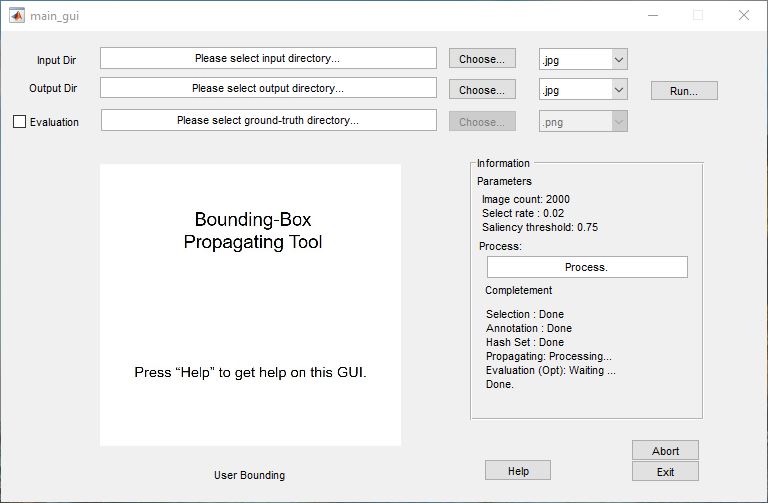 main_gui
Input Dir Please select input directory... Choose... .jpg
Output Dir Please select output directory... Choose... .jpg Run...
Evaluation Please select ground-truth directory... Choose... .png
Bounding-Box
Propagating Tool
Press “Help” to get help on this GUI.
User Bounding
Information
Parameters
Image count: 2000
Select rate : 0.02
Saliency threshold: 0.75
Process:
Process.
Completement
Selection : Done
Annotation : Done
Hash Set : Done
Propagating: Processing...
Evaluation (Opt): Waiting ...
Done.
Help
Abort
Exit